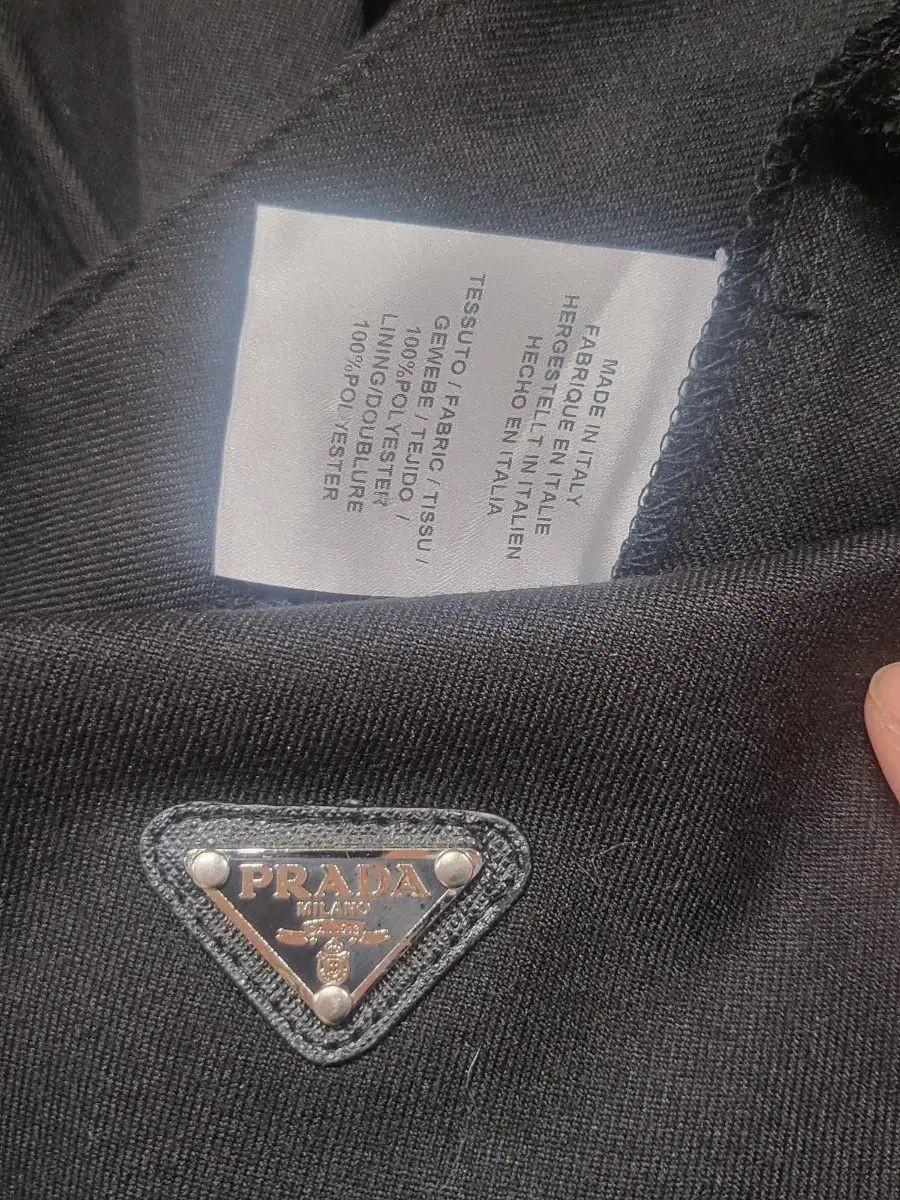 MADE IN ITALY
FABRIQUE EN ITALIE
HERGESTELLT IN ITALIEN
HECHO EN ITALIA
TESSUTO / FABRIC / TISSU /
GEWEBE / TEJIDO /
100%POLYESTER
LINING/DOUBLURE
100%POLYESTER
PRADA
MILANO